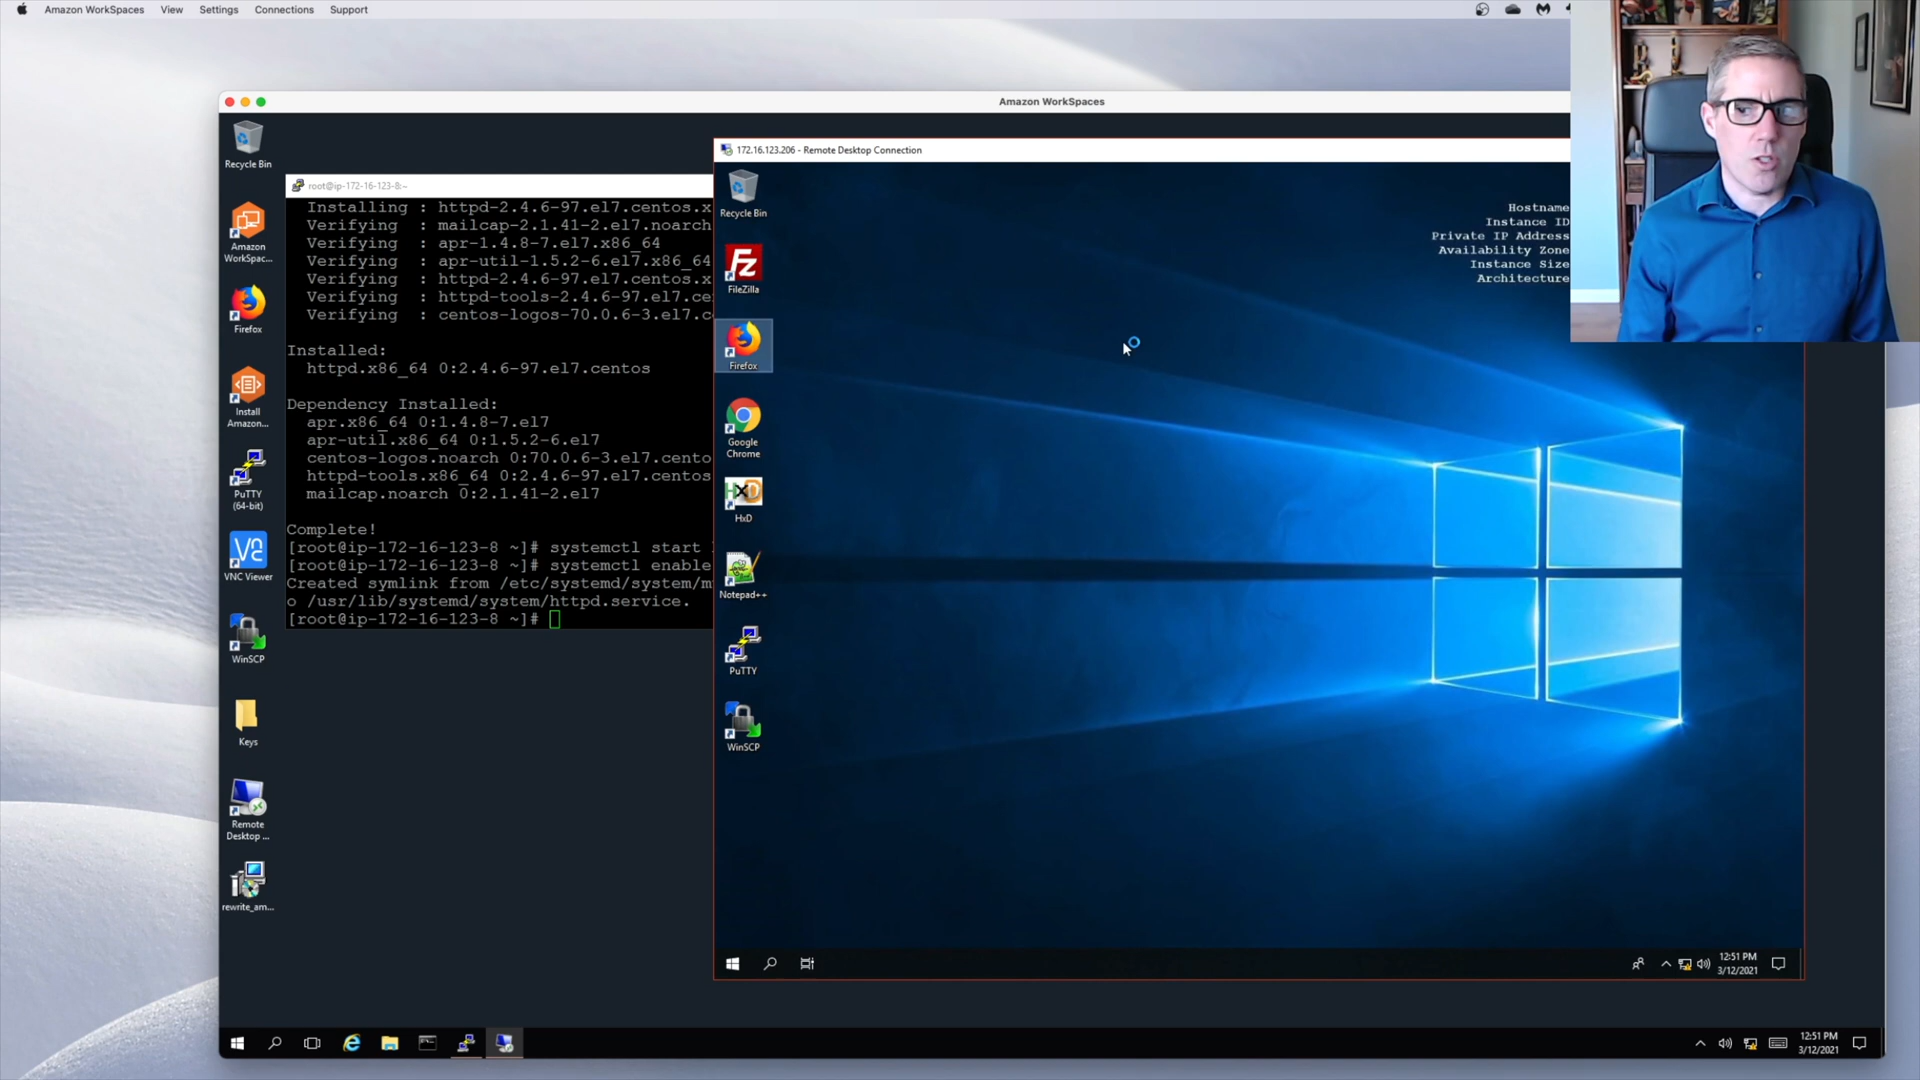 Amazon WorkSpaces View Settings Connections Support
Amazon WorkSpaces
Recycle Bin
Amazon
WorkSpac...
Firefox
Install
Amazon...
PuTTY
(64-bit)
VNC Viewer
WinSCP
Keys
Remote
Desktop ...
rewrite_am...
root@ip-172-16-123-8:~
Installing : httpd-2.4.6-97.el7.centos.x
Verifying : mailcap-2.1.41-2.el7.noarch
Verifying : apr-1.4.8-7.el7.x86_64
Verifying : apr-util-1.5.2-6.el7.x86_64
Verifying : httpd-2.4.6-97.el7.centos.x
Verifying : httpd-tools-2.4.6-97.el7.ce
Verifying : centos-logos-70.0.6-3.el7.c
Installed:
httpd.x86_64 0:2.4.6-97.el7.centos
Dependency Installed:
apr.x86_64 0:1.4.8-7.el7
apr-util.x86_64 0:1.5.2-6.el7
centos-logos.noarch 0:70.0.6-3.el7.cento
httpd-tools.x86_64 0:2.4.6-97.el7.centos
mailcap.noarch 0:2.1.41-2.el7
Complete!
[root@ip-172-16-123-8 ~]# systemctl start
[root@ip-172-16-123-8 ~]# systemctl enable
Created symlink from /etc/systemd/system/m
o /usr/lib/systemd/system/httpd.service.
[root@ip-172-16-123-8 ~]#
172.16.123.206 - Remote Desktop Connection
Recycle Bin
FileZilla
Firefox
Google
Chrome
HxD
Notepad++
PuTTY
WinSCP
Hostname
Instance ID
Private IP Address
Availability Zone
Instance Size
Architecture
12:51 PM
3/12/2021
12:51 PM
3/12/2021